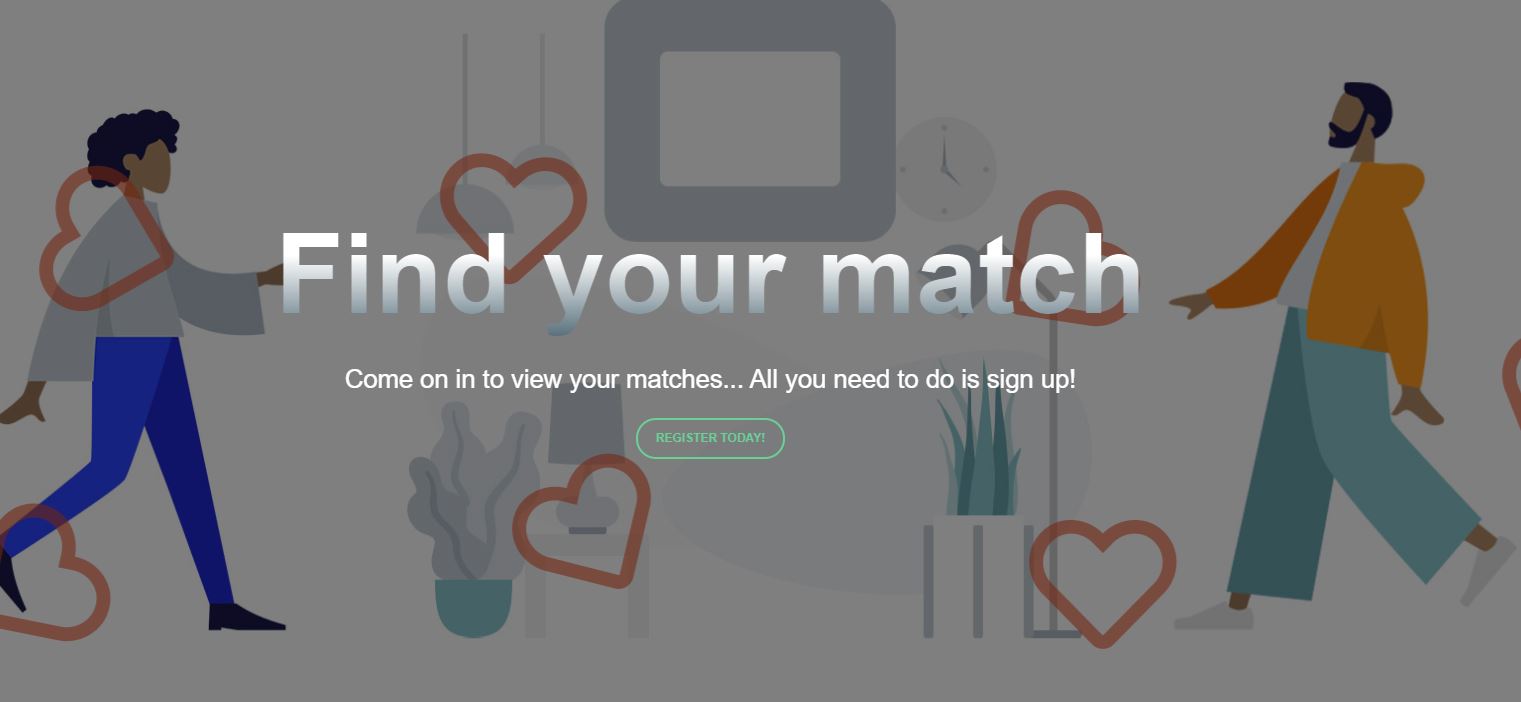 Find your match
Come on in to view your matches... All you need to do is sign up!
REGISTER TODAY!